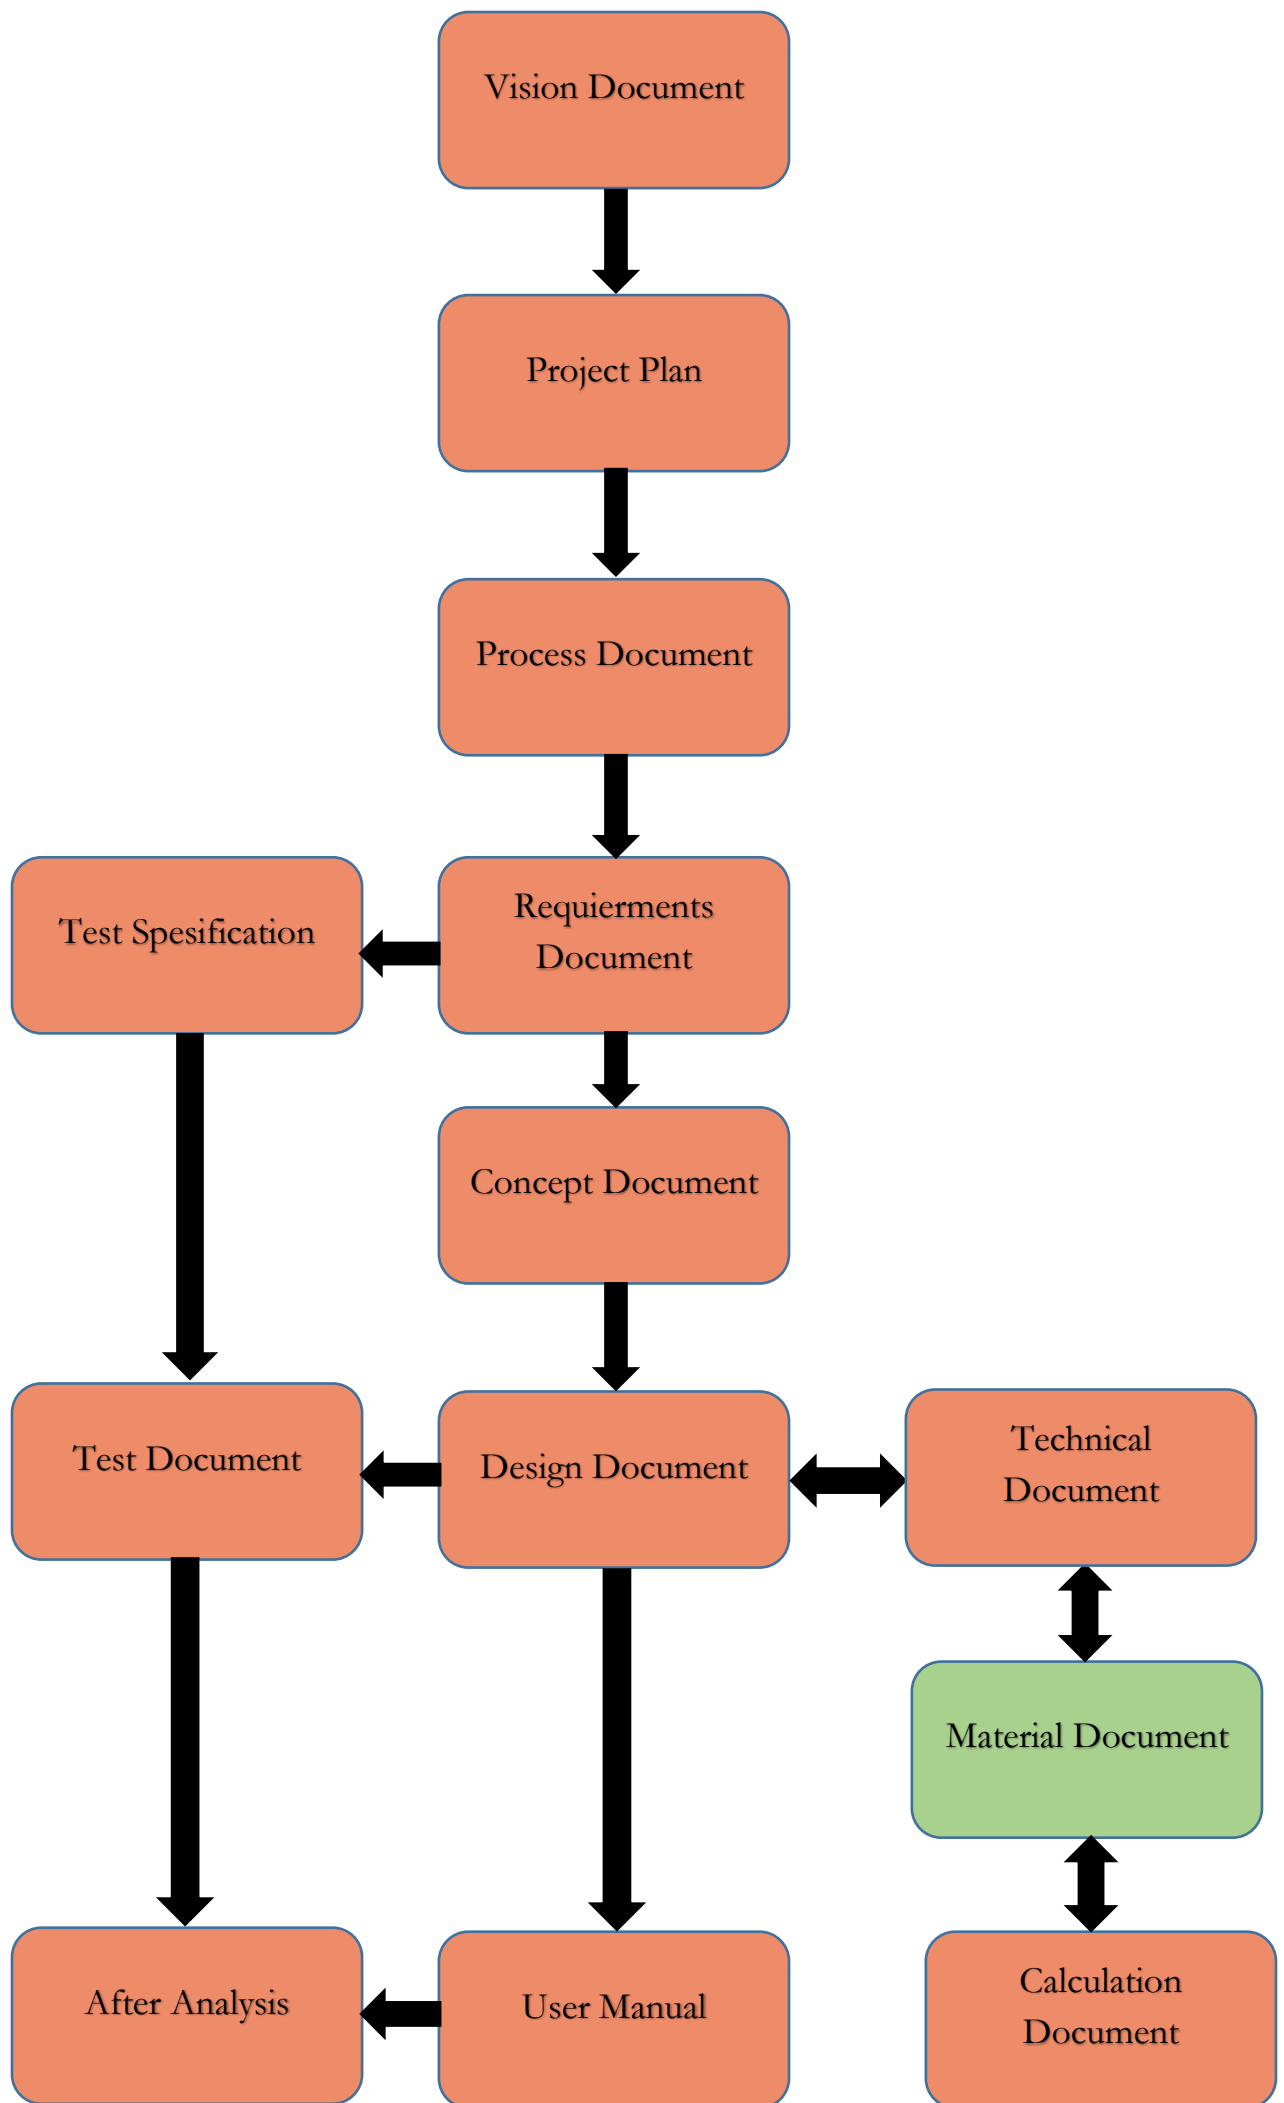 Vision Document
Project Plan
Process Document
Test Spesification
Requierments
Document
Concept Document
Test Document
Design Document
Technical
Document
Material Document
After Analysis
User Manual
Calculation
Document